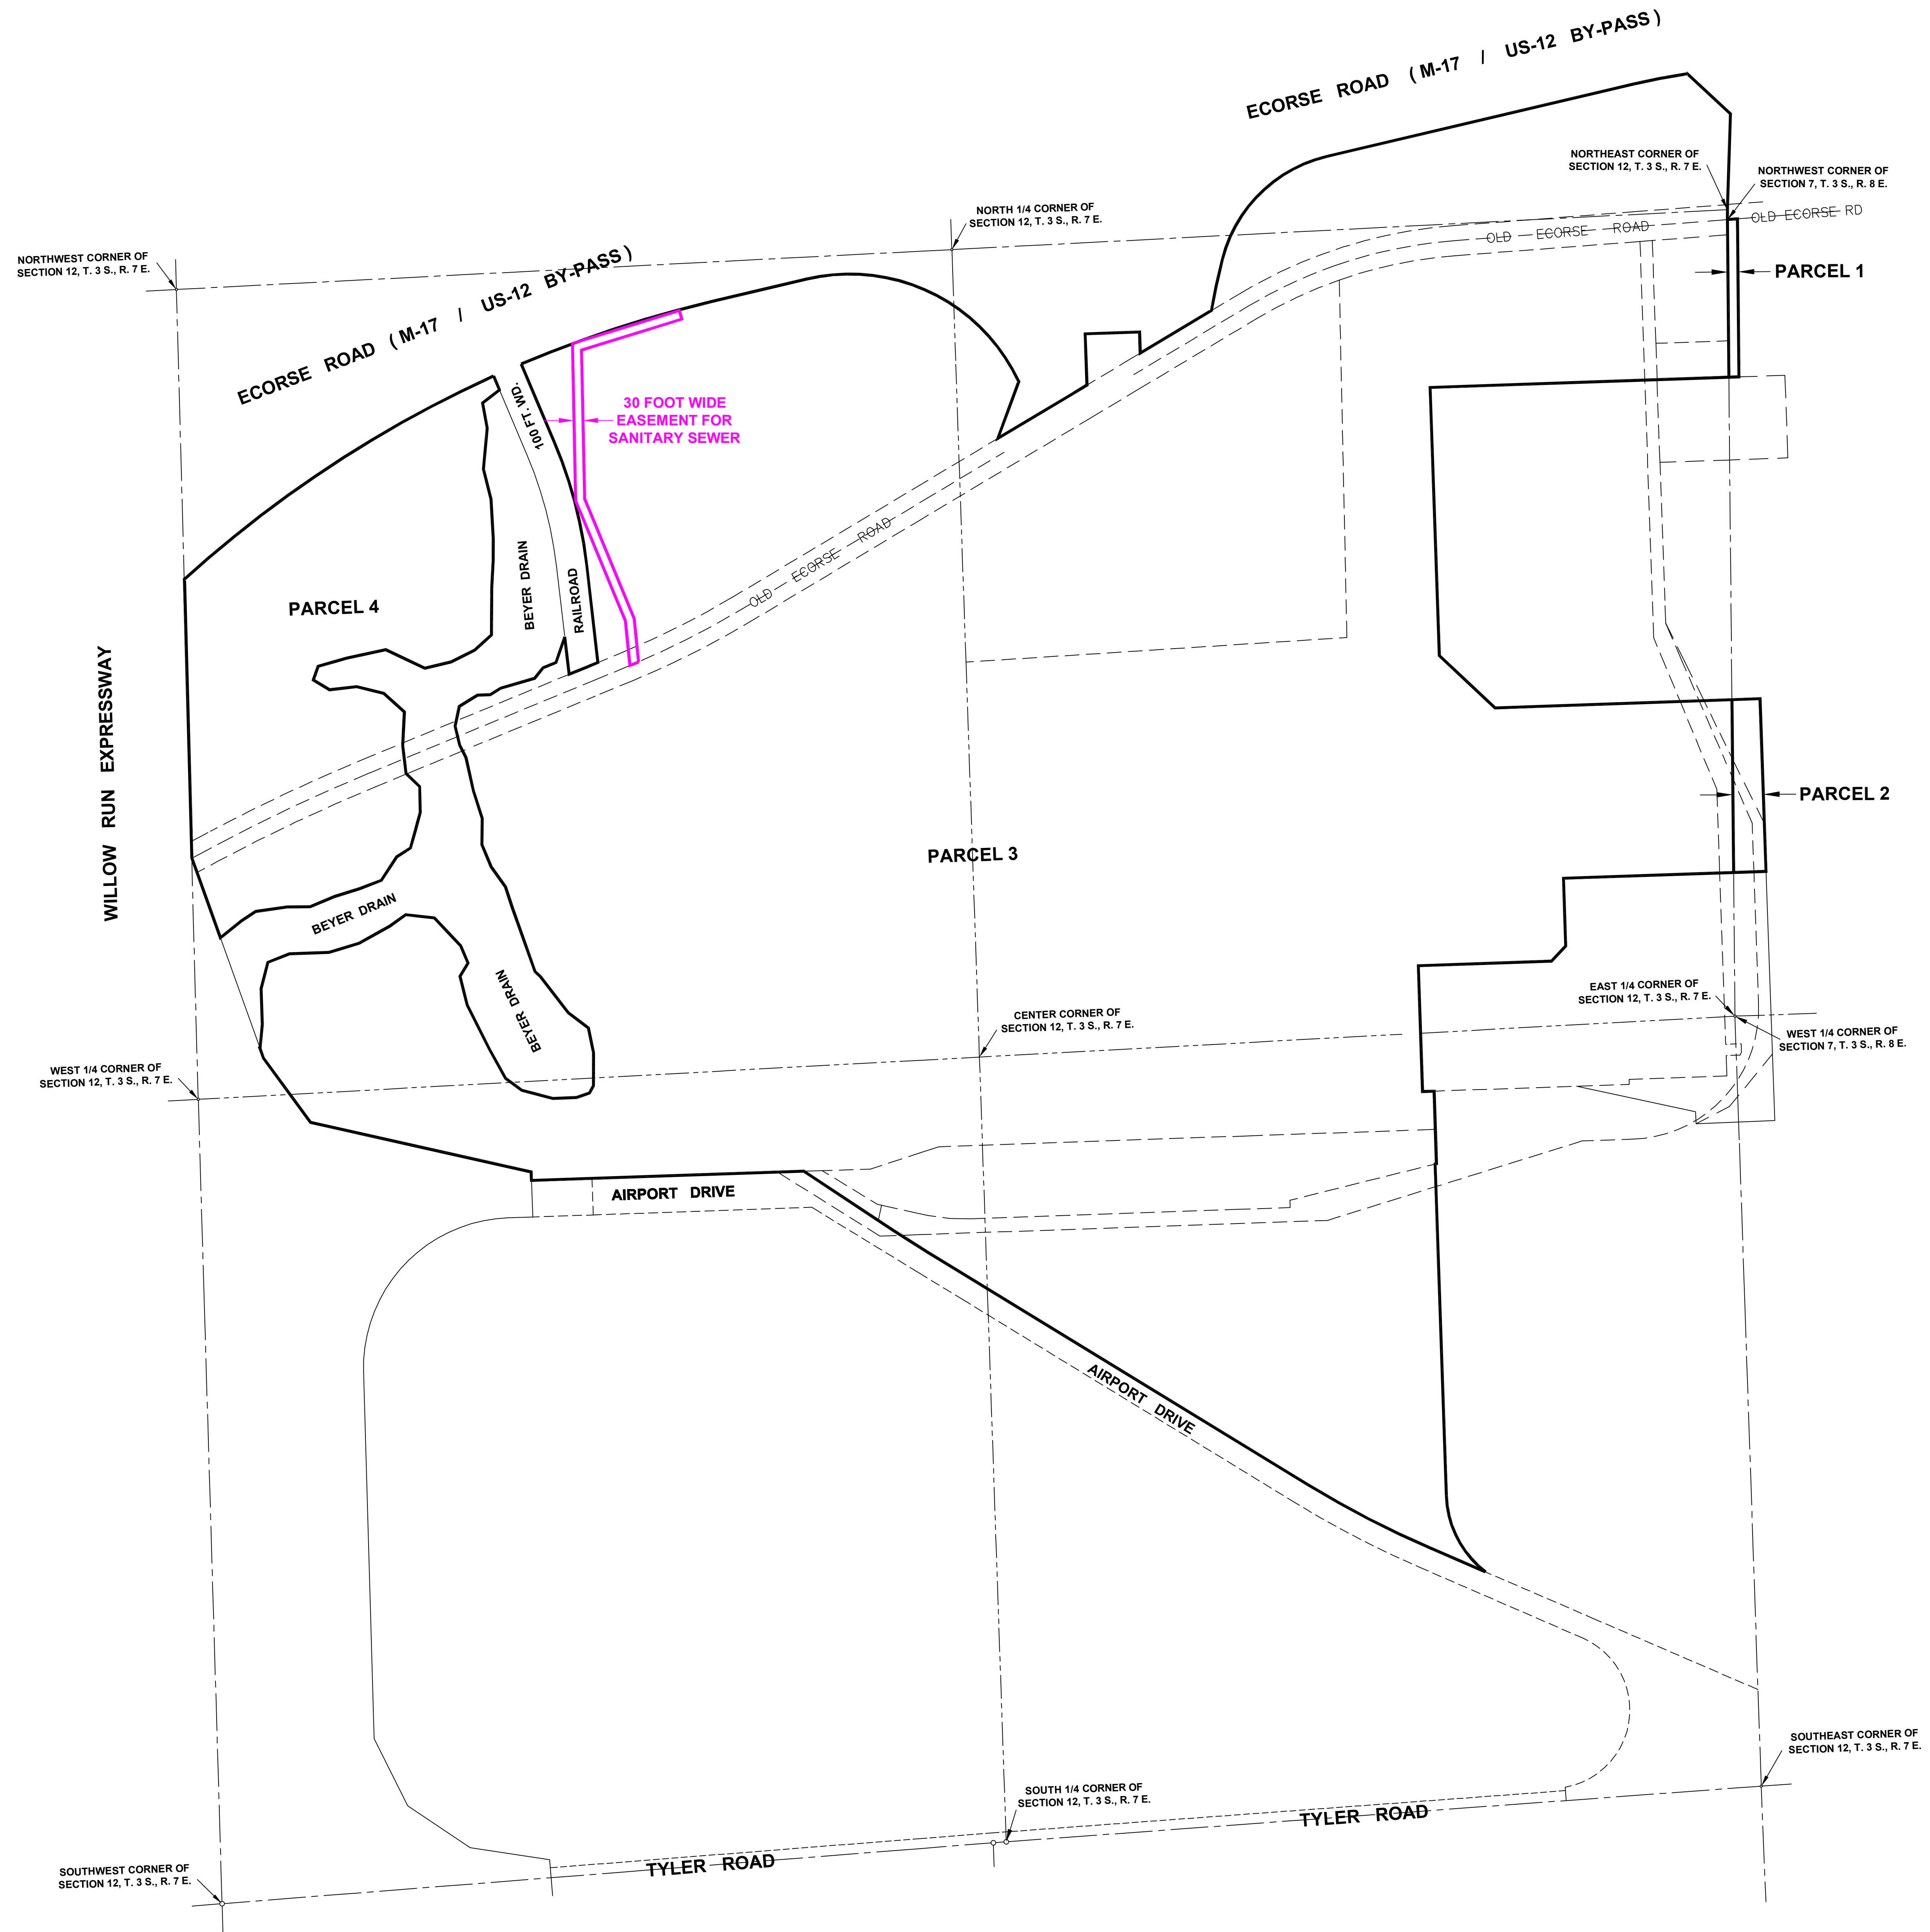 ECORSE ROAD ( M-17 / US-12 BY-PASS )
NORTHEAST CORNER OF
SECTION 12, T. 3 S., R. 7 E.
NORTHWEST CORNER OF
SECTION 7, T. 3 S., R. 8 E.
NORTH 1/4 CORNER OF
SECTION 12, T. 3 S., R. 7 E.
OLD ECORSE RD
OLD ECORSE ROAD
NORTHWEST CORNER OF
SECTION 12, T. 3 S., R. 7 E.
PARCEL 1
ECORSE ROAD ( M-17 / US-12 BY-PASS )
100 FT. WD.
30 FOOT WIDE
EASEMENT FOR
SANITARY SEWER
OLD ECORSE ROAD
BEYER DRAIN
RAILROAD
PARCEL 4
WILLOW RUN EXPRESSWAY
PARCEL 2
PARCEL 3
BEYER DRAIN
BEYER DRAIN
EAST 1/4 CORNER OF
SECTION 12, T. 3 S., R. 7 E.
CENTER CORNER OF
SECTION 12, T. 3 S., R. 7 E.
WEST 1/4 CORNER OF
SECTION 7, T. 3 S., R. 8 E.
WEST 1/4 CORNER OF
SECTION 12, T. 3 S., R. 7 E.
AIRPORT DRIVE
AIRPORT DRIVE
SOUTHEAST CORNER OF
SECTION 12, T. 3 S., R. 7 E.
SOUTH 1/4 CORNER OF
SECTION 12, T. 3 S., R. 7 E.
TYLER ROAD
TYLER ROAD
SOUTHWEST CORNER OF
SECTION 12, T. 3 S., R. 7 E.